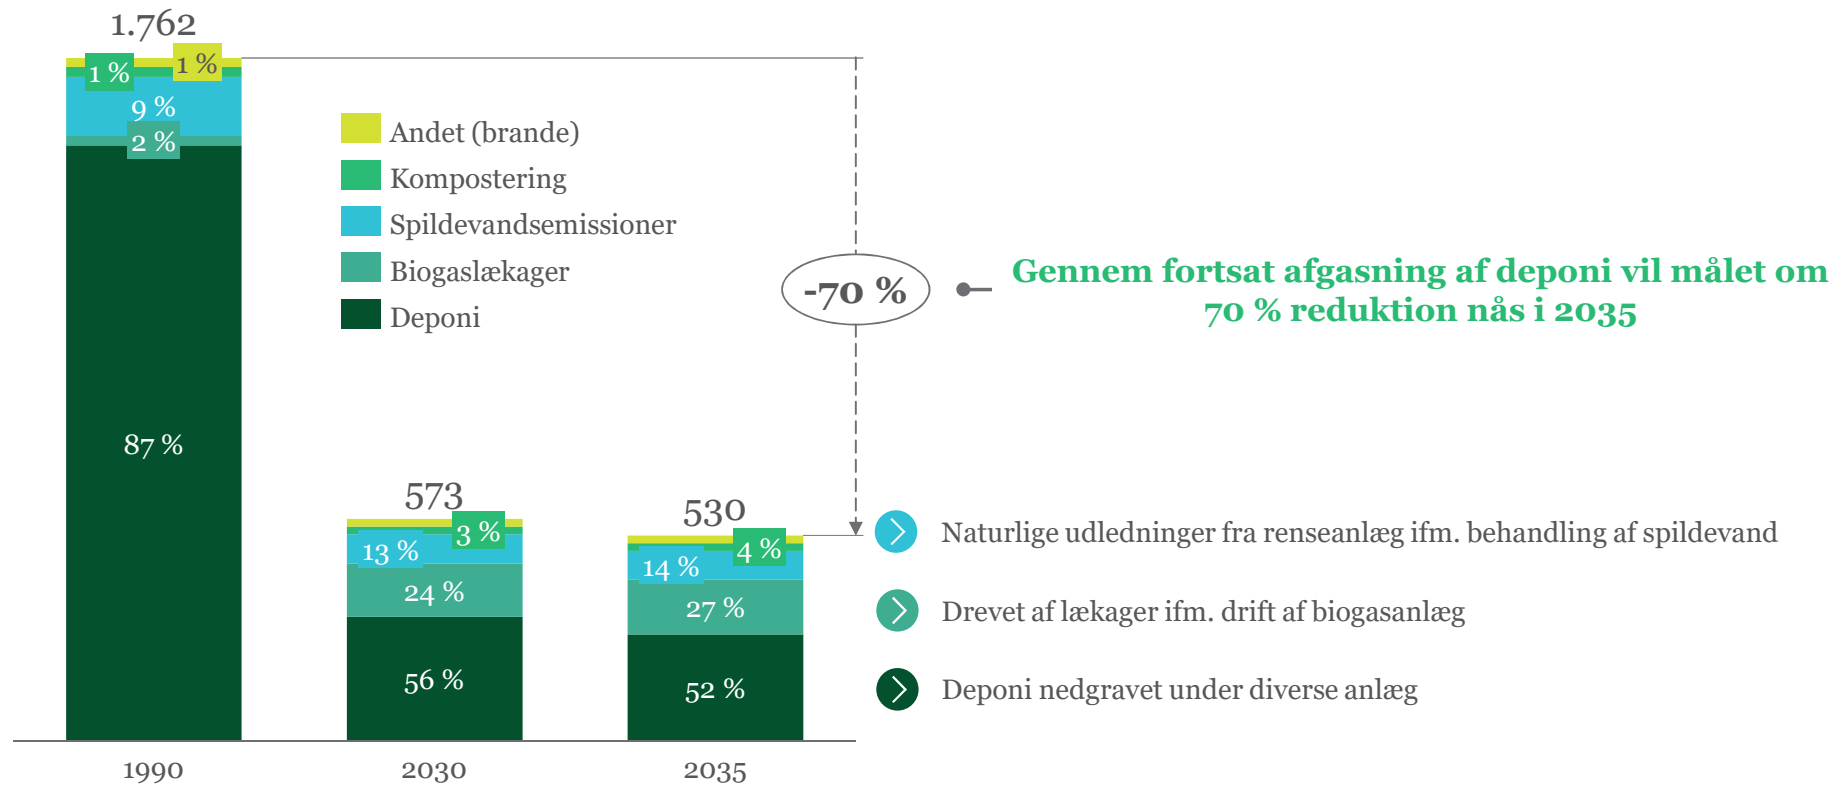 1.762
1 %
1 %
9 %
2 %
87 %
Andet (brande)
Kompostering
Spildevandsemissioner
Biogaslækager
Deponi
-70 %
Gennem fortsat afgasning af deponi vil målet om
70 % reduktion nås i 2035
573
3 %
13 %
24 %
56 %
530
4 %
14 %
27 %
52 %
Naturlige udledninger fra renseanlæg ifm. behandling af spildevand
Drevet af lækager ifm. drift af biogasanlæg
Deponi nedgravet under diverse anlæg
1990
2030
2035